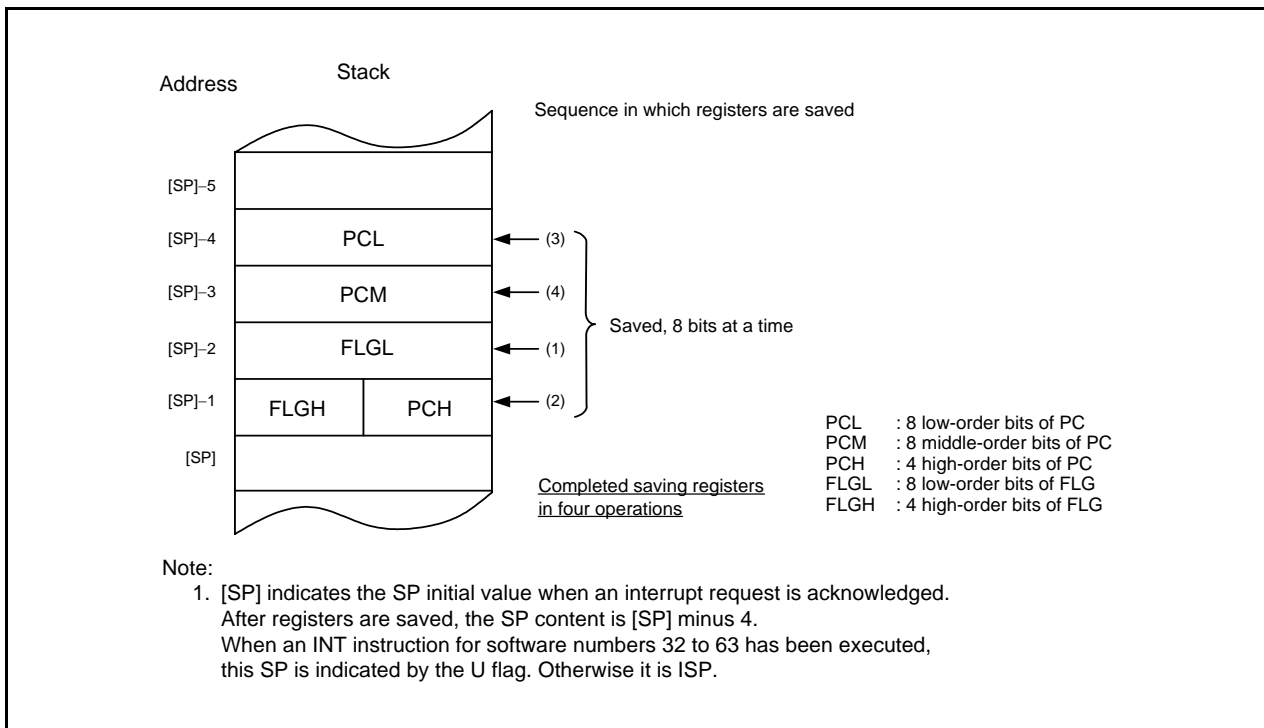 Address
Stack
Sequence in which registers are saved
[SP]−5
[SP]−4
PCL
(3)
[SP]−3
PCM
(4)
Saved, 8 bits at a time
[SP]−2
FLGL
(1)
[SP]−1
FLGH
PCH
(2)
[SP]
Completed saving registers
in four operations
PCL : 8 low-order bits of PC
PCM : 8 middle-order bits of PC
PCH : 4 high-order bits of PC
FLGL : 8 low-order bits of FLG
FLGH : 4 high-order bits of FLG
Note:
1. [SP] indicates the SP initial value when an interrupt request is acknowledged.
After registers are saved, the SP content is [SP] minus 4.
When an INT instruction for software numbers 32 to 63 has been executed,
this SP is indicated by the U flag. Otherwise it is ISP.